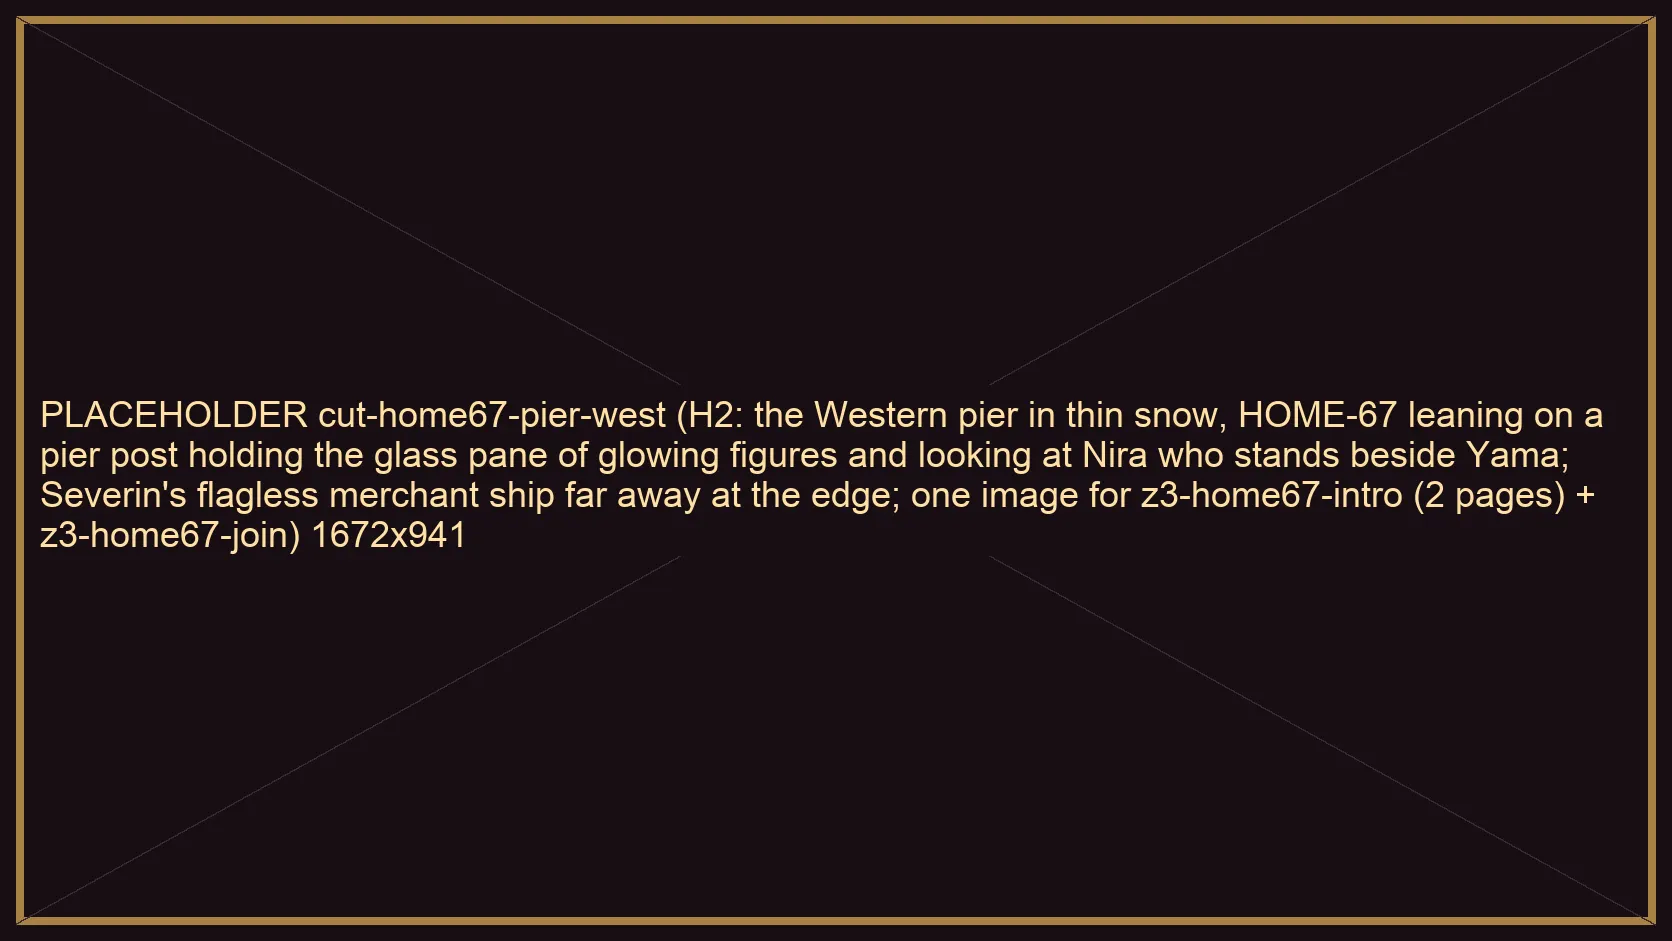 PLACEHOLDER cut-home67-pier-west (H2: the Western pier in thin snow, HOME-67 leaning on a
pier post holding the glass pane of glowing figures and looking at Nira who stands beside Yama;
Severin's flagless merchant ship far away at the edge; one image for z3-home67-intro (2 pages) +
z3-home67-join) 1672x941